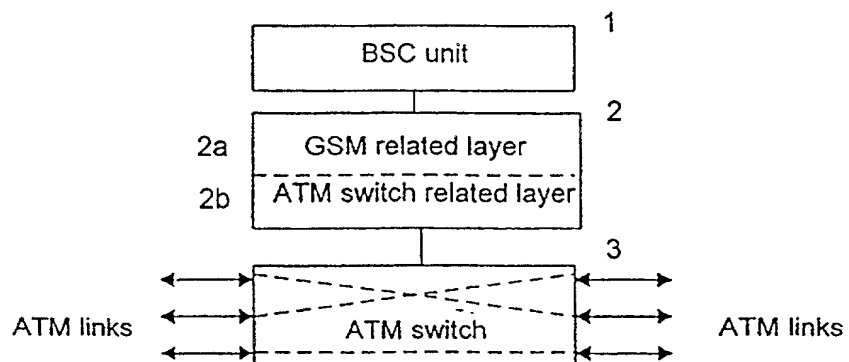 1
BSC unit
2
2a GSM related layer
2b ATM switch related layer
3
ATM links ATM switch ATM links